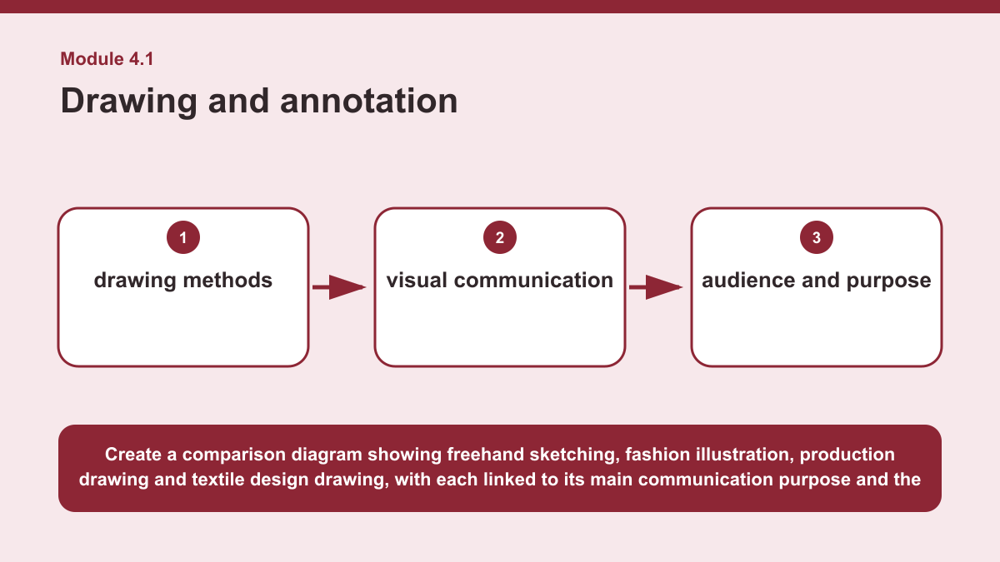 Module 4.1
Drawing and annotation
1
drawing methods
2
visual communication
3
audience and purpose
Create a comparison diagram showing freehand sketching, fashion illustration, production
drawing and textile design drawing, with each linked to its main communication purpose and the